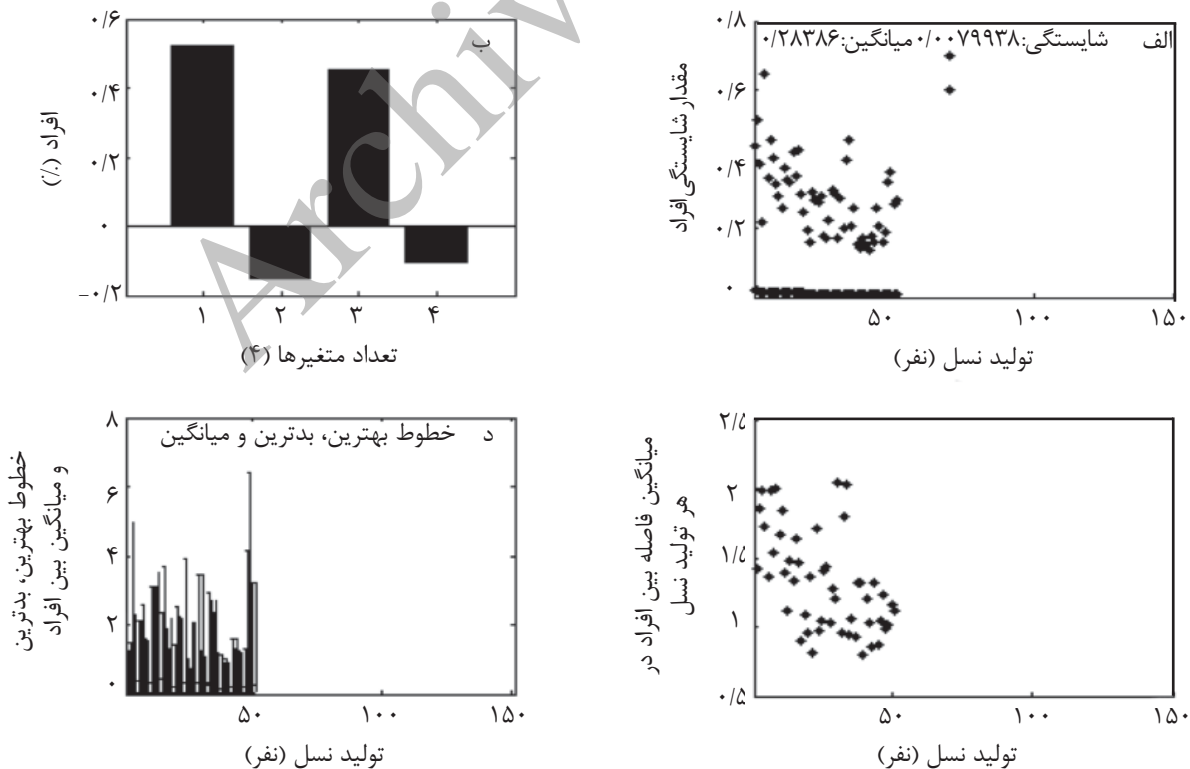 الف شایستگی:۰/۰۰۷۹۹۳۸ میانگین:۰/۲۸۳۸۶
۰/۸
۰/۶
۰/۴
۰/۲
۰
مقدار شایستگی افراد
۵۰ ۱۰۰ ۱۵۰
تولید نسل (نفر)
ب
۰/۶
۰/۴
۰/۲
۰
-۰/۲
افراد (٪)
۱ ۲ ۳ ۴
تعداد متغیرها (۴)
Archiv
۲/۵
۲
۱/۵
۱
۰/۵
میانگین فاصله بین افراد در
هر تولید نسل
۵۰ ۱۰۰ ۱۵۰
تولید نسل (نفر)
د خطوط بهترین، بدترین و میانگین
۸
۶
۴
۲
۰
خطوط بهترین، بدترین
و میانگین بین افراد
۵۰ ۱۰۰ ۱۵۰
تولید نسل (نفر)